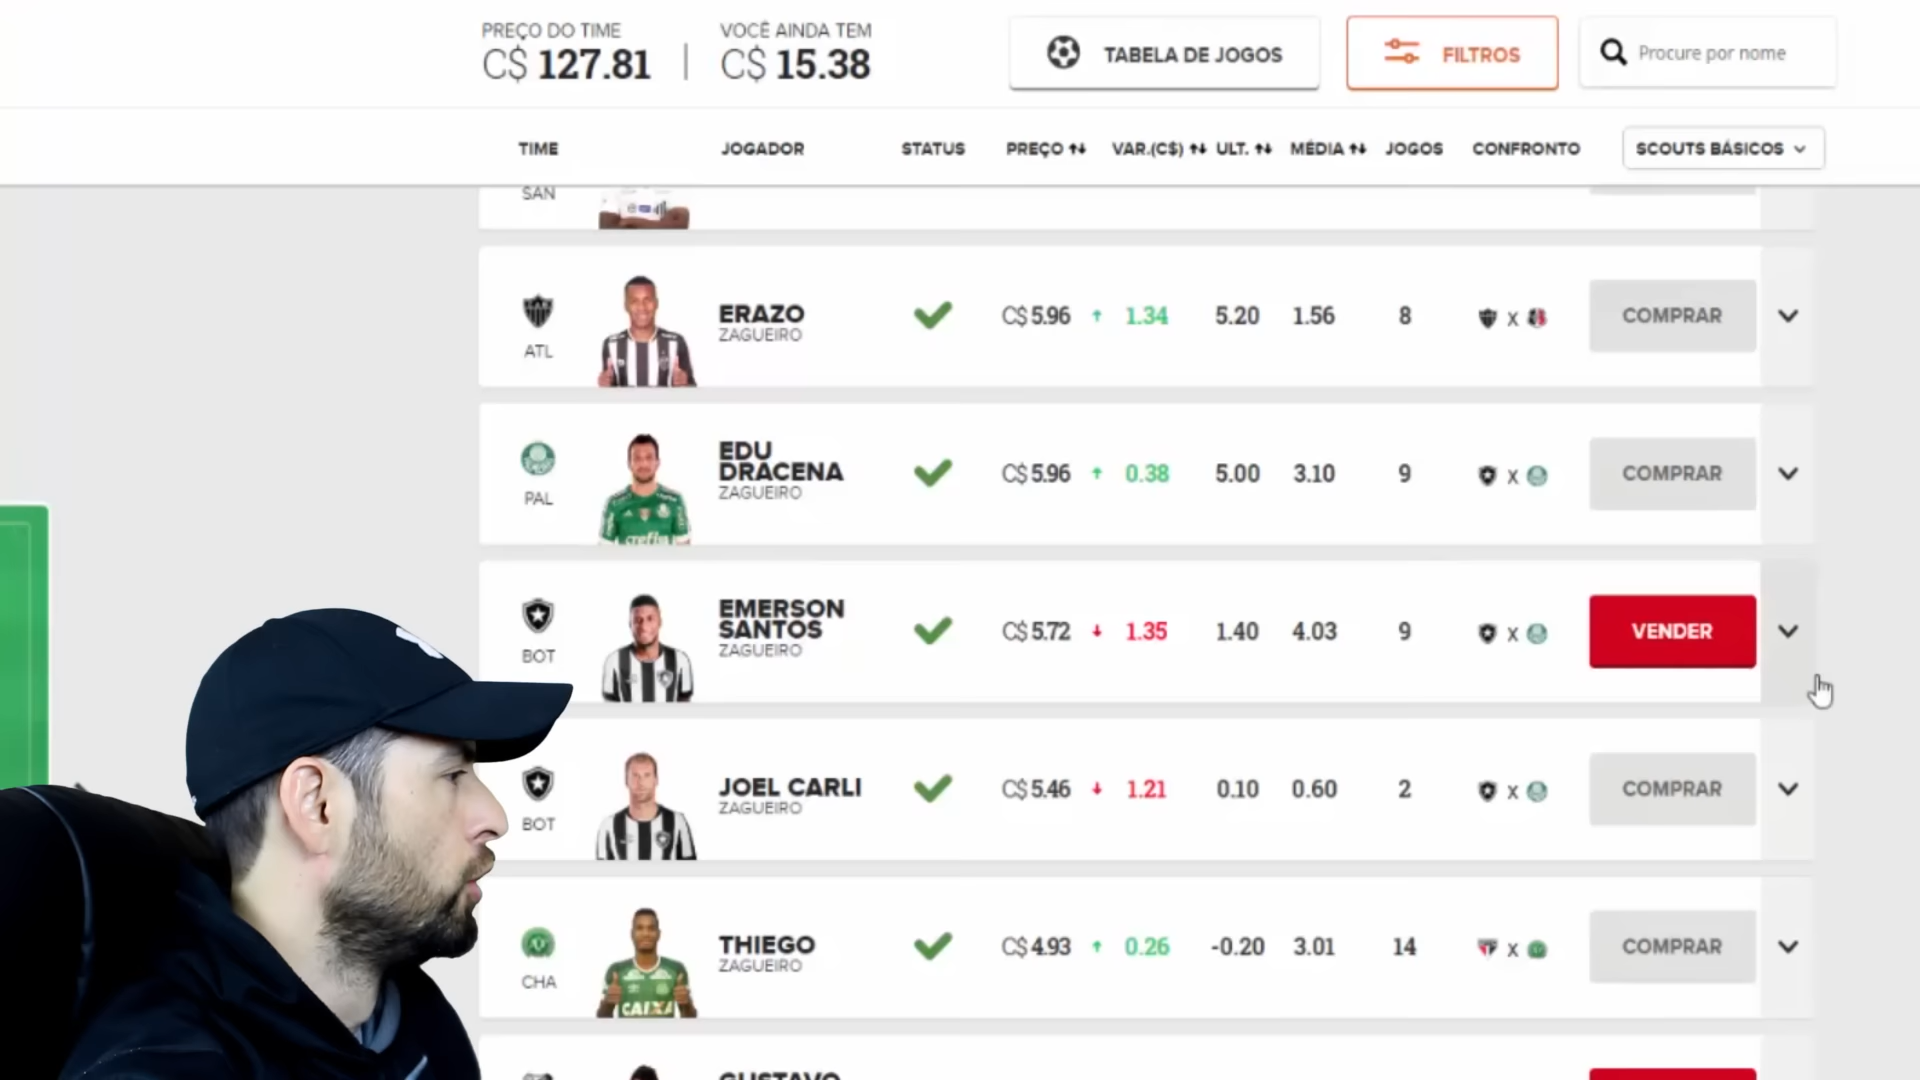 PREÇO DO TIME
C$ 127.81
VOCÊ AINDA TEM
C$ 15.38
TABELA DE JOGOS
FILTROS
Procure por nome
TIME JOGADOR STATUS PREÇO VAR.(C$) ULT. MÉDIA JOGOS CONFRONTO SCOUTS BÁSICOS
SAN
ATL
ERAZO
ZAGUEIRO
C$ 5.96 1.34 5.20 1.56 8 X COMPRAR
PAL
EDU
DRACENA
ZAGUEIRO
crefisa
C$ 5.96 0.38 5.00 3.10 9 X COMPRAR
BOT
EMERSON
SANTOS
ZAGUEIRO
C$ 5.72 1.35 1.40 4.03 9 X VENDER
BOT
JOEL CARLI
ZAGUEIRO
C$ 5.46 1.21 0.10 0.60 2 X COMPRAR
CHA
THIEGO
ZAGUEIRO
CAIXA
C$ 4.93 0.26 -0.20 3.01 14 X COMPRAR
GUSTAVO